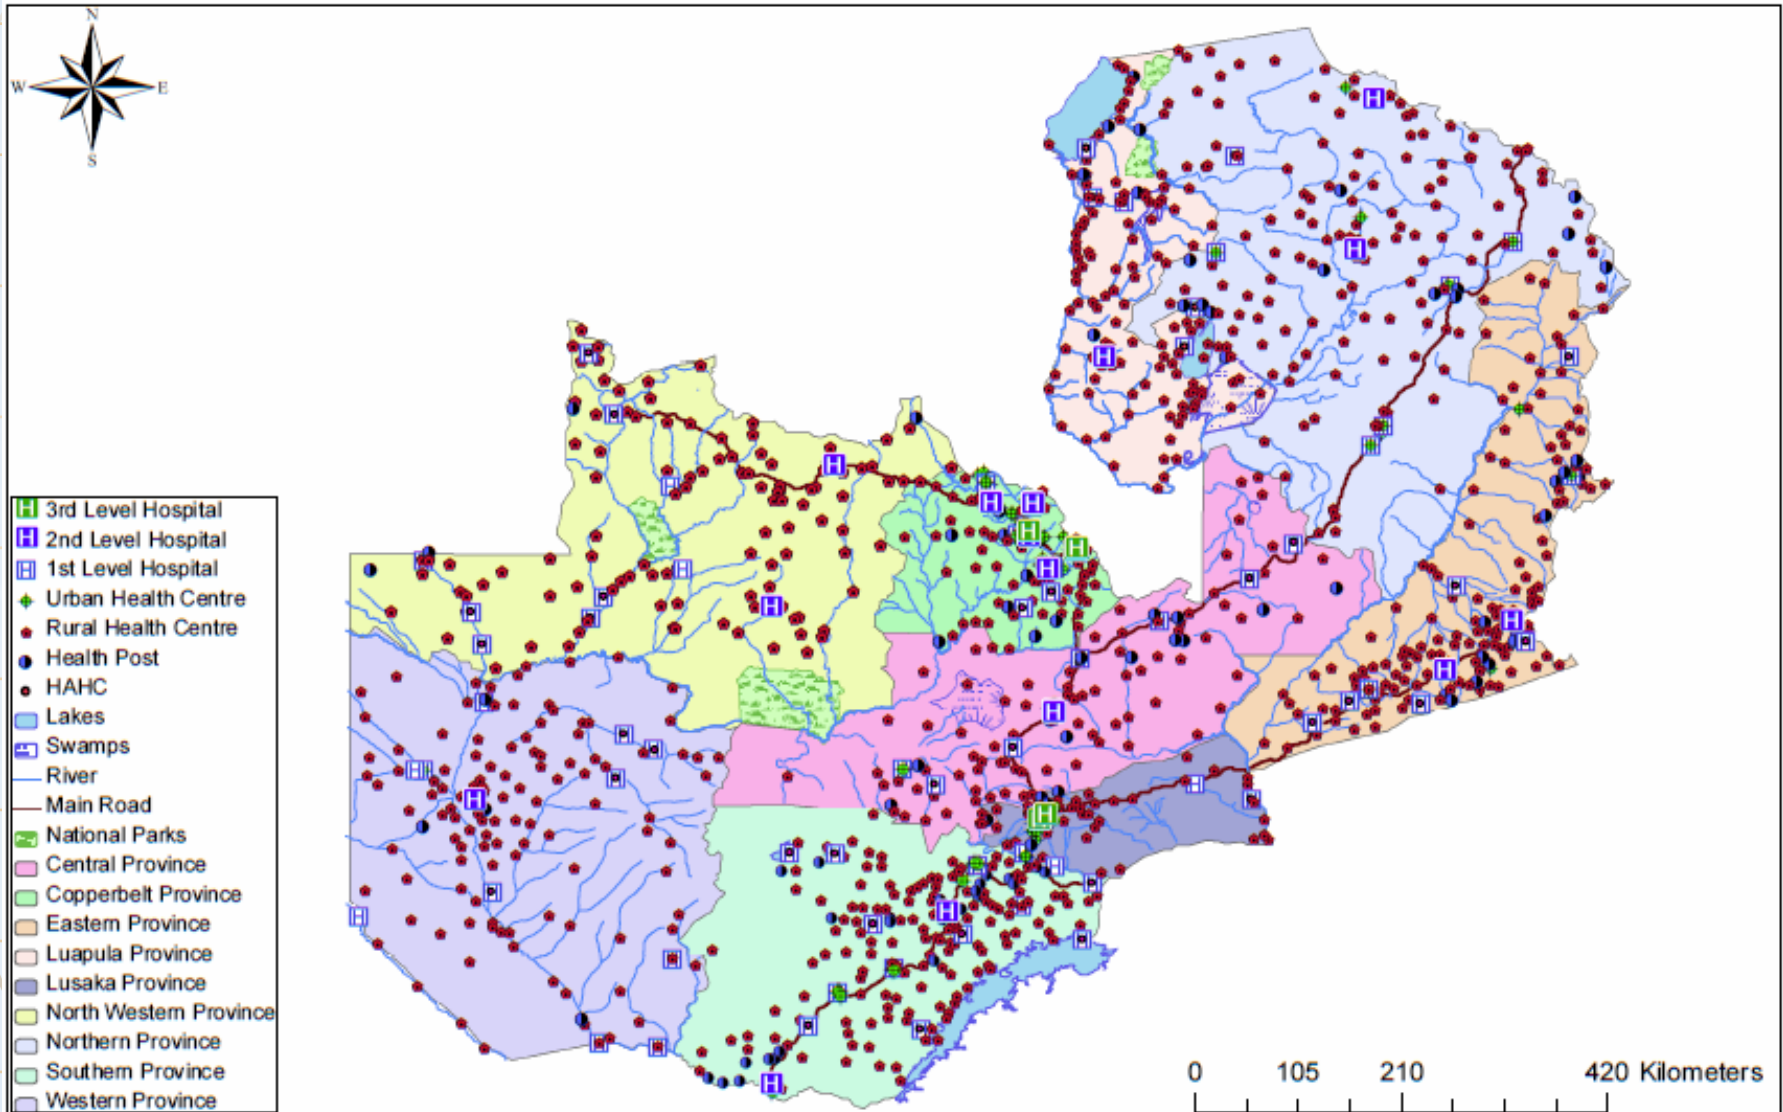 N
W
E
S
3rd Level Hospital
2nd Level Hospital
1st Level Hospital
Urban Health Centre
Rural Health Centre
Health Post
HAHC
Lakes
Swamps
River
Main Road
National Parks
Central Province
Copperbelt Province
Eastern Province
Luapula Province
Lusaka Province
North Western Province
Northern Province
Southern Province
Western Province
0 105 210 420 Kilometers